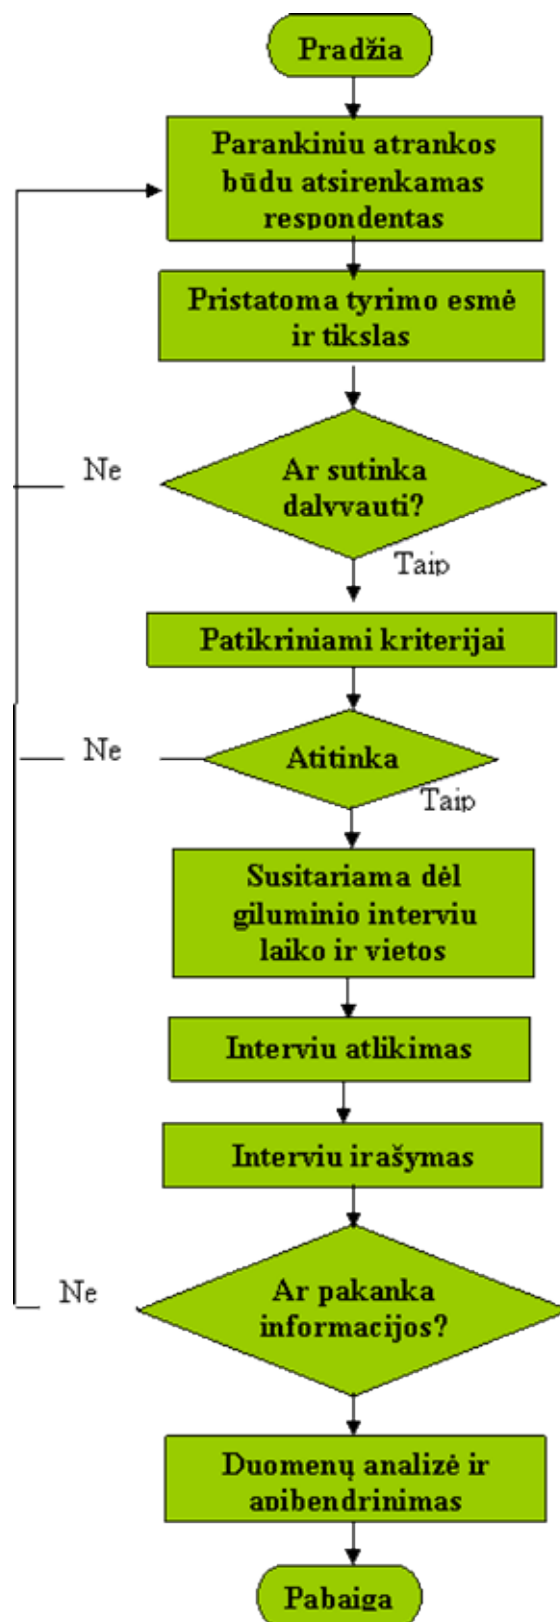 Pradžia
Parankiniu atrankos
būdu atsirenkamas
respondentas
Pristatoma tyrimo esmė
ir tikslas
Ne
Ar sutinka
dalyvauti?
Taip
Patikriniami kriterijai
Ne
Atitinka
Taip
Susitariama dėl
giluminio interviu
laiko ir vietos
Interviu atlikimas
Interviu irašymas
Ne
Ar pakanka
informacijos?
Duomenų analizė ir
apibendrinimas
Pabaiga